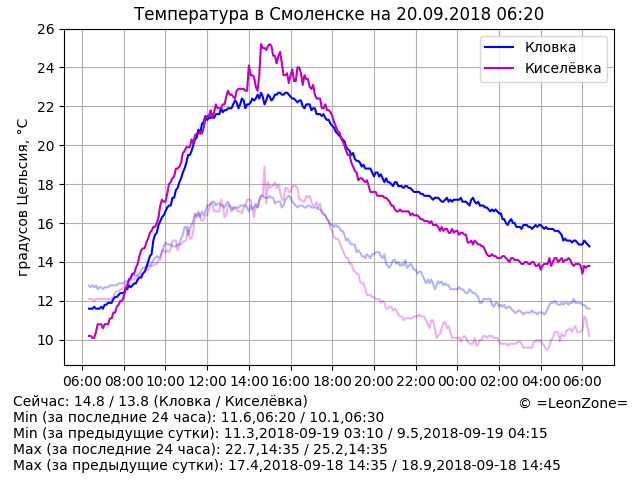 Температура в Смоленске на 20.09.2018 06:20
градусов Цельсия, °C
26
24
22
20
18
16
14
12
10
Кловка
Киселёвка
06:00 08:00 10:00 12:00 14:00 16:00 18:00 20:00 22:00 00:00 02:00 04:00 06:00
Сейчас: 14.8 / 13.8 (Кловка / Киселёвка)
© =LeonZone=
Min (за последние 24 часа): 11.6,06:20 / 10.1,06:30
Min (за предыдущие сутки): 11.3,2018-09-19 03:10 / 9.5,2018-09-19 04:15
Max (за последние 24 часа): 22.7,14:35 / 25.2,14:35
Max (за предыдущие сутки): 17.4,2018-09-18 14:35 / 18.9,2018-09-18 14:45